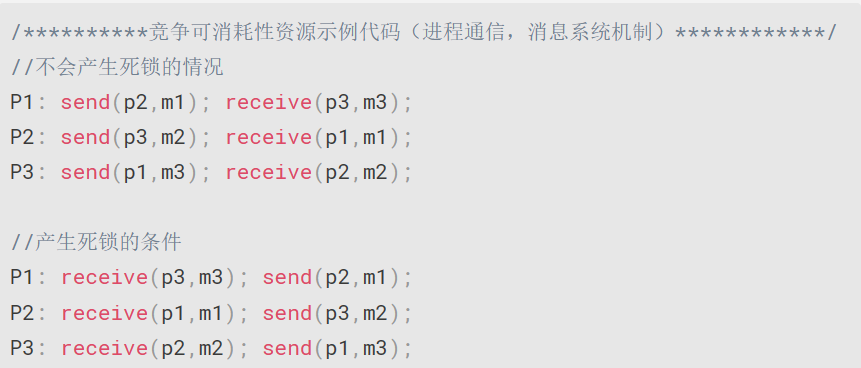 /**********竞争可消耗性资源示例代码（进程通信，消息系统机制）************/
//不会产生死锁的情况
P1: send(p2,m1); receive(p3,m3);
P2: send(p3,m2); receive(p1,m1);
P3: send(p1,m3); receive(p2,m2);
//产生死锁的条件
P1: receive(p3,m3); send(p2,m1);
P2: receive(p1,m1); send(p3,m2);
P3: receive(p2,m2); send(p1,m3);